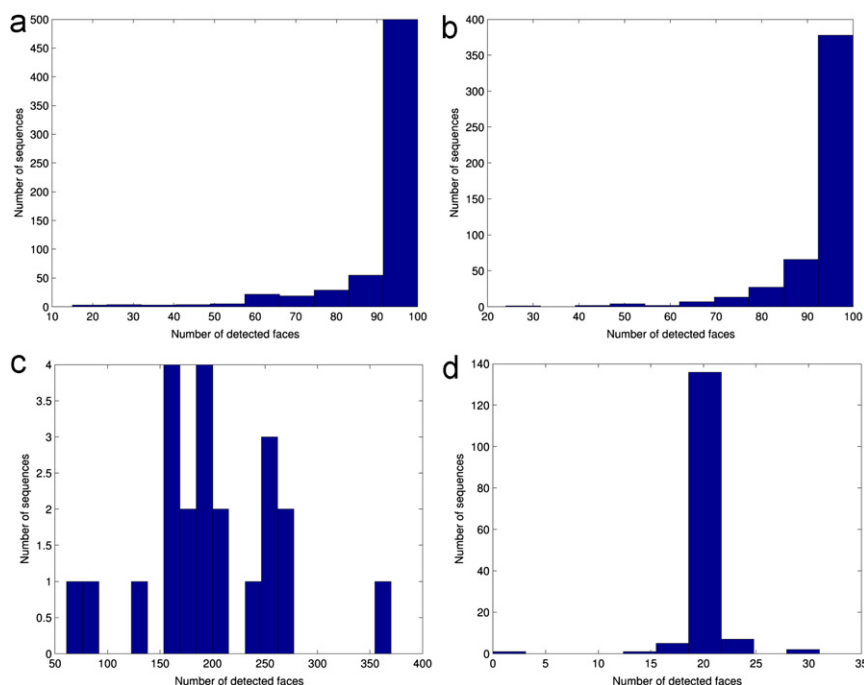 a
500
450
400
350
300
250
200
150
100
50
0
Number of sequences
10 20 30 40 50 60 70 80 90 100
Number of detected faces
b
400
350
300
250
200
150
100
50
0
Number of sequences
20 30 40 50 60 70 80 90 100
Number of detected faces
c
4
3.5
3
2.5
2
1.5
1
0.5
0
Number of sequences
50 100 150 200 250 300 350 400
Number of detected faces
d
140
120
100
80
60
40
20
0
Number of sequences
0 5 10 15 20 25 30 35
Number of detected faces